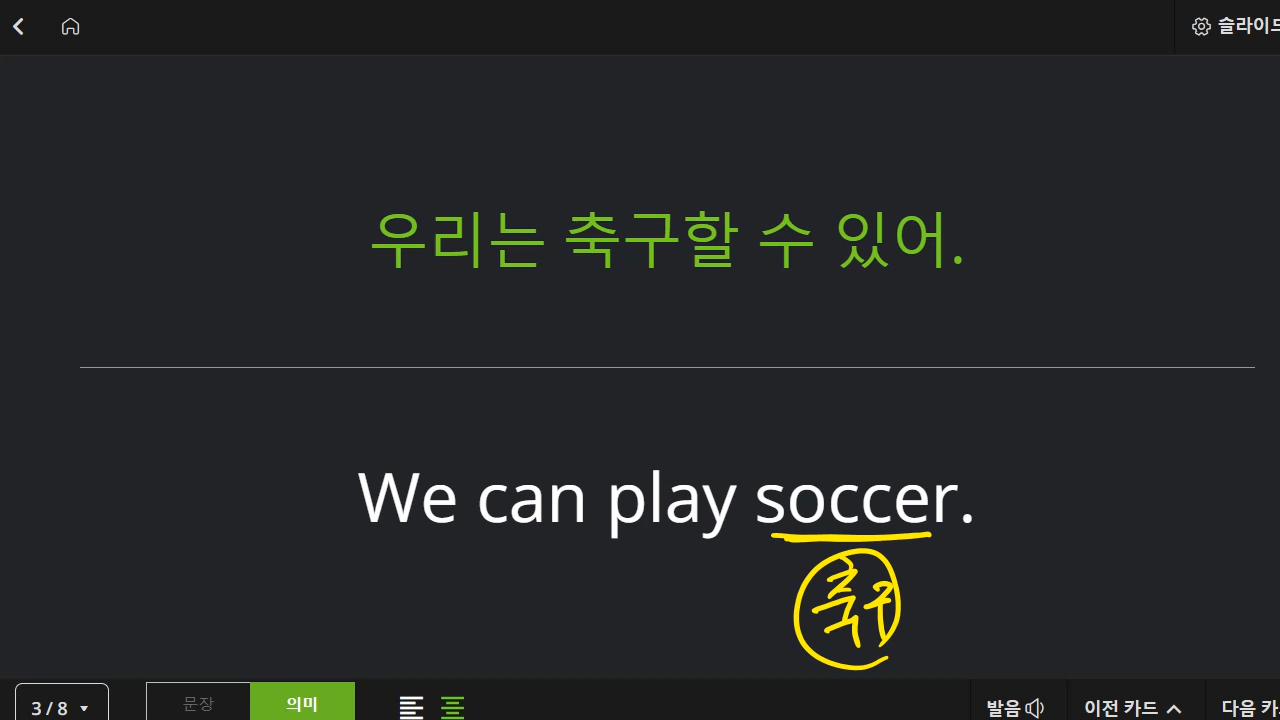 슬라이드
우리는 축구할 수 있어.
We can play soccer.
축구
3 / 8
문장
의미
발음
이전 카드
다음 카